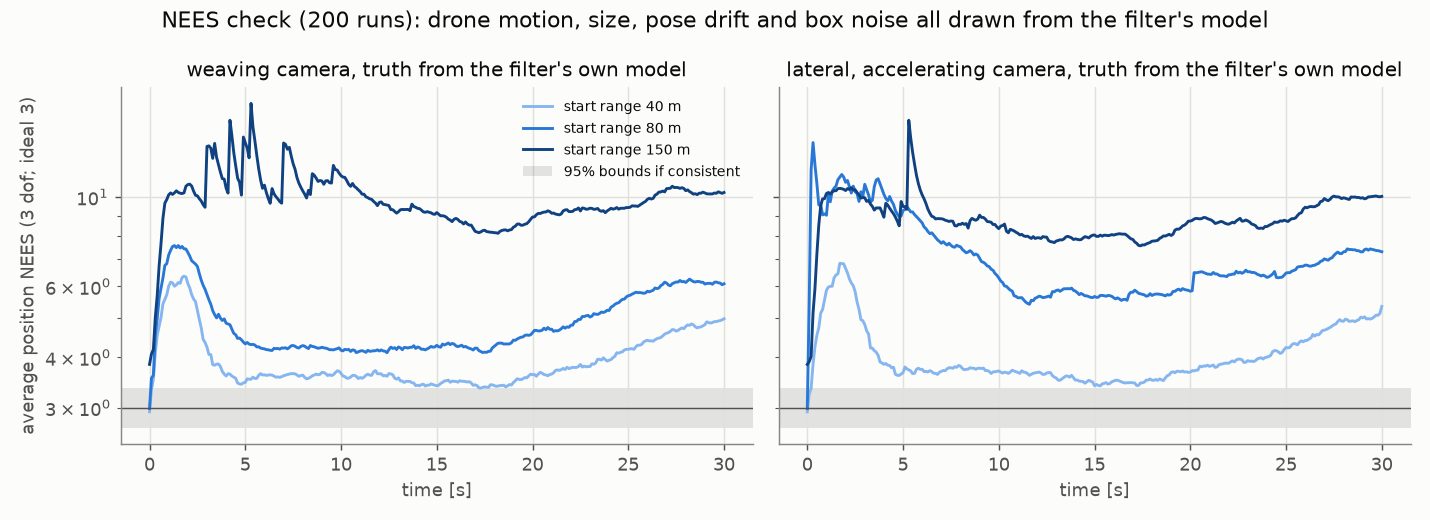 NEES check (200 runs): drone motion, size, pose drift and box noise all drawn from the filter's model
weaving camera, truth from the filter's own model
lateral, accelerating camera, truth from the filter's own model
average position NEES (3 dof; ideal 3)
start range 40 m
start range 80 m
start range 150 m
95% bounds if consistent
10¹
6 × 10⁰
4 × 10⁰
3 × 10⁰
0 5 10 15 20 25 30
0 5 10 15 20 25 30
time [s]
time [s]